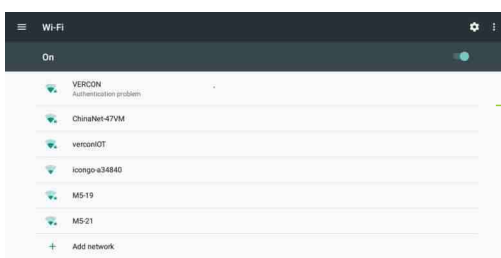 Wi-Fi
On
VERCON
Authentication problem
ChinaNet-47VM
verconIOT
icongo-a34840
M5-19
M5-21
Add network